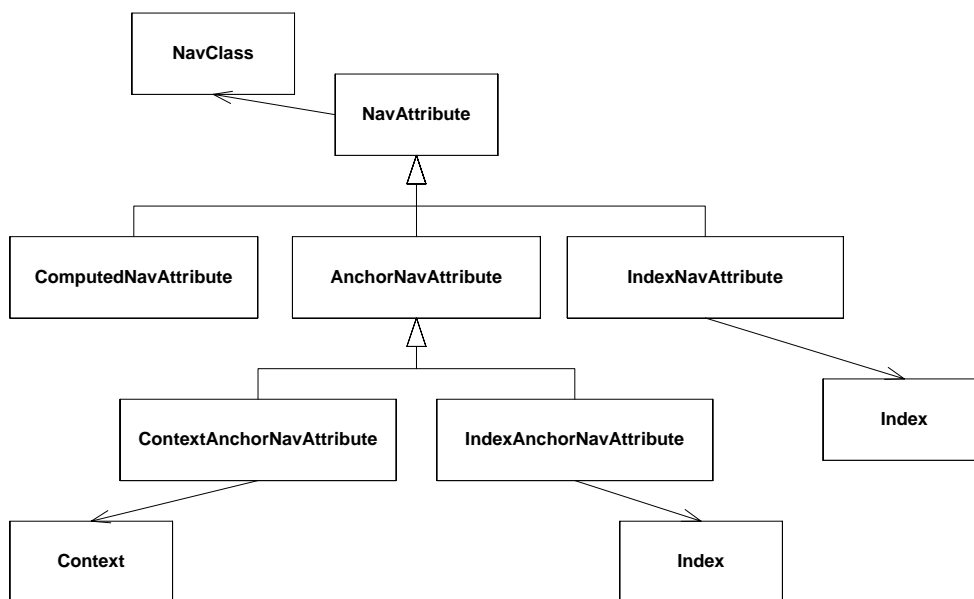 NavClass
NavAttribute
ComputedNavAttribute
AnchorNavAttribute
IndexNavAttribute
Index
ContextAnchorNavAttribute
IndexAnchorNavAttribute
Context
Index